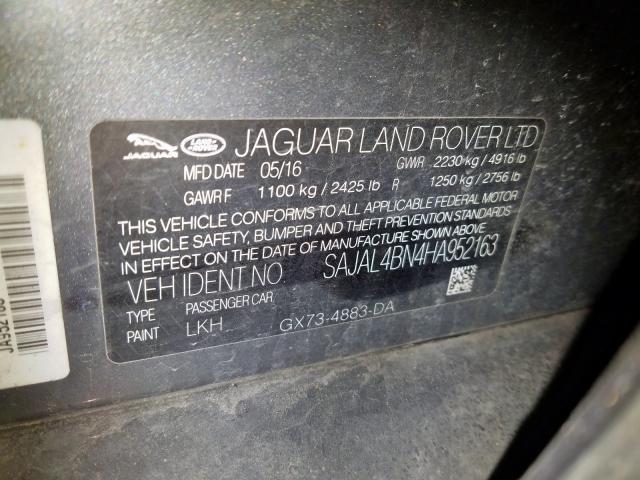 JAGUAR LAND ROVER JAGUAR LAND ROVER LTD
MFD DATE 05/16 GWR 2230 kg / 4916 lb
GAWR F 1100 kg / 2425 lb R 1250 kg / 2756 lb
THIS VEHICLE CONFORMS TO ALL APPLICABLE FEDERAL MOTOR
VEHICLE SAFETY, BUMPER AND THEFT PREVENTION STANDARDS
IN EFFECT ON THE DATE OF MANUFACTURE SHOWN ABOVE
VEH IDENT NO. SAJAL4BN4HA952163
TYPE PASSENGER CAR
PAINT LKH GX73-4883-DA